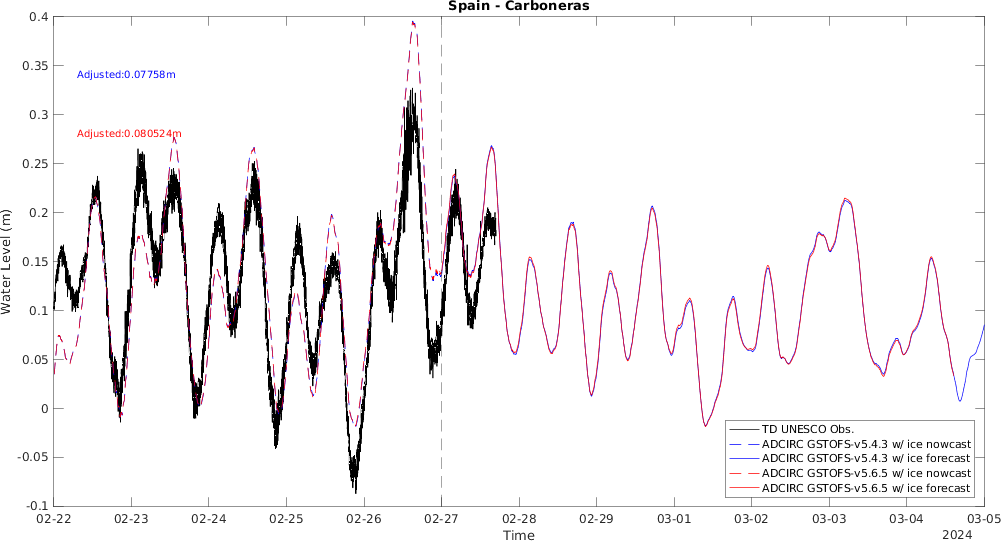 Spain - Carboneras
0.4
0.35
0.3
0.25
0.2
0.15
0.1
0.05
0
-0.05
-0.1
Water Level (m)
Adjusted:0.07758m
Adjusted:0.080524m
TD UNESCO Obs.
ADCIRC GSTOFS-v5.4.3 w/ ice nowcast
ADCIRC GSTOFS-v5.4.3 w/ ice forecast
ADCIRC GSTOFS-v5.6.5 w/ ice nowcast
ADCIRC GSTOFS-v5.6.5 w/ ice forecast
02-22 02-23 02-24 02-25 02-26 02-27 02-28 02-29 03-01 03-02 03-03 03-04 03-05
Time
2024